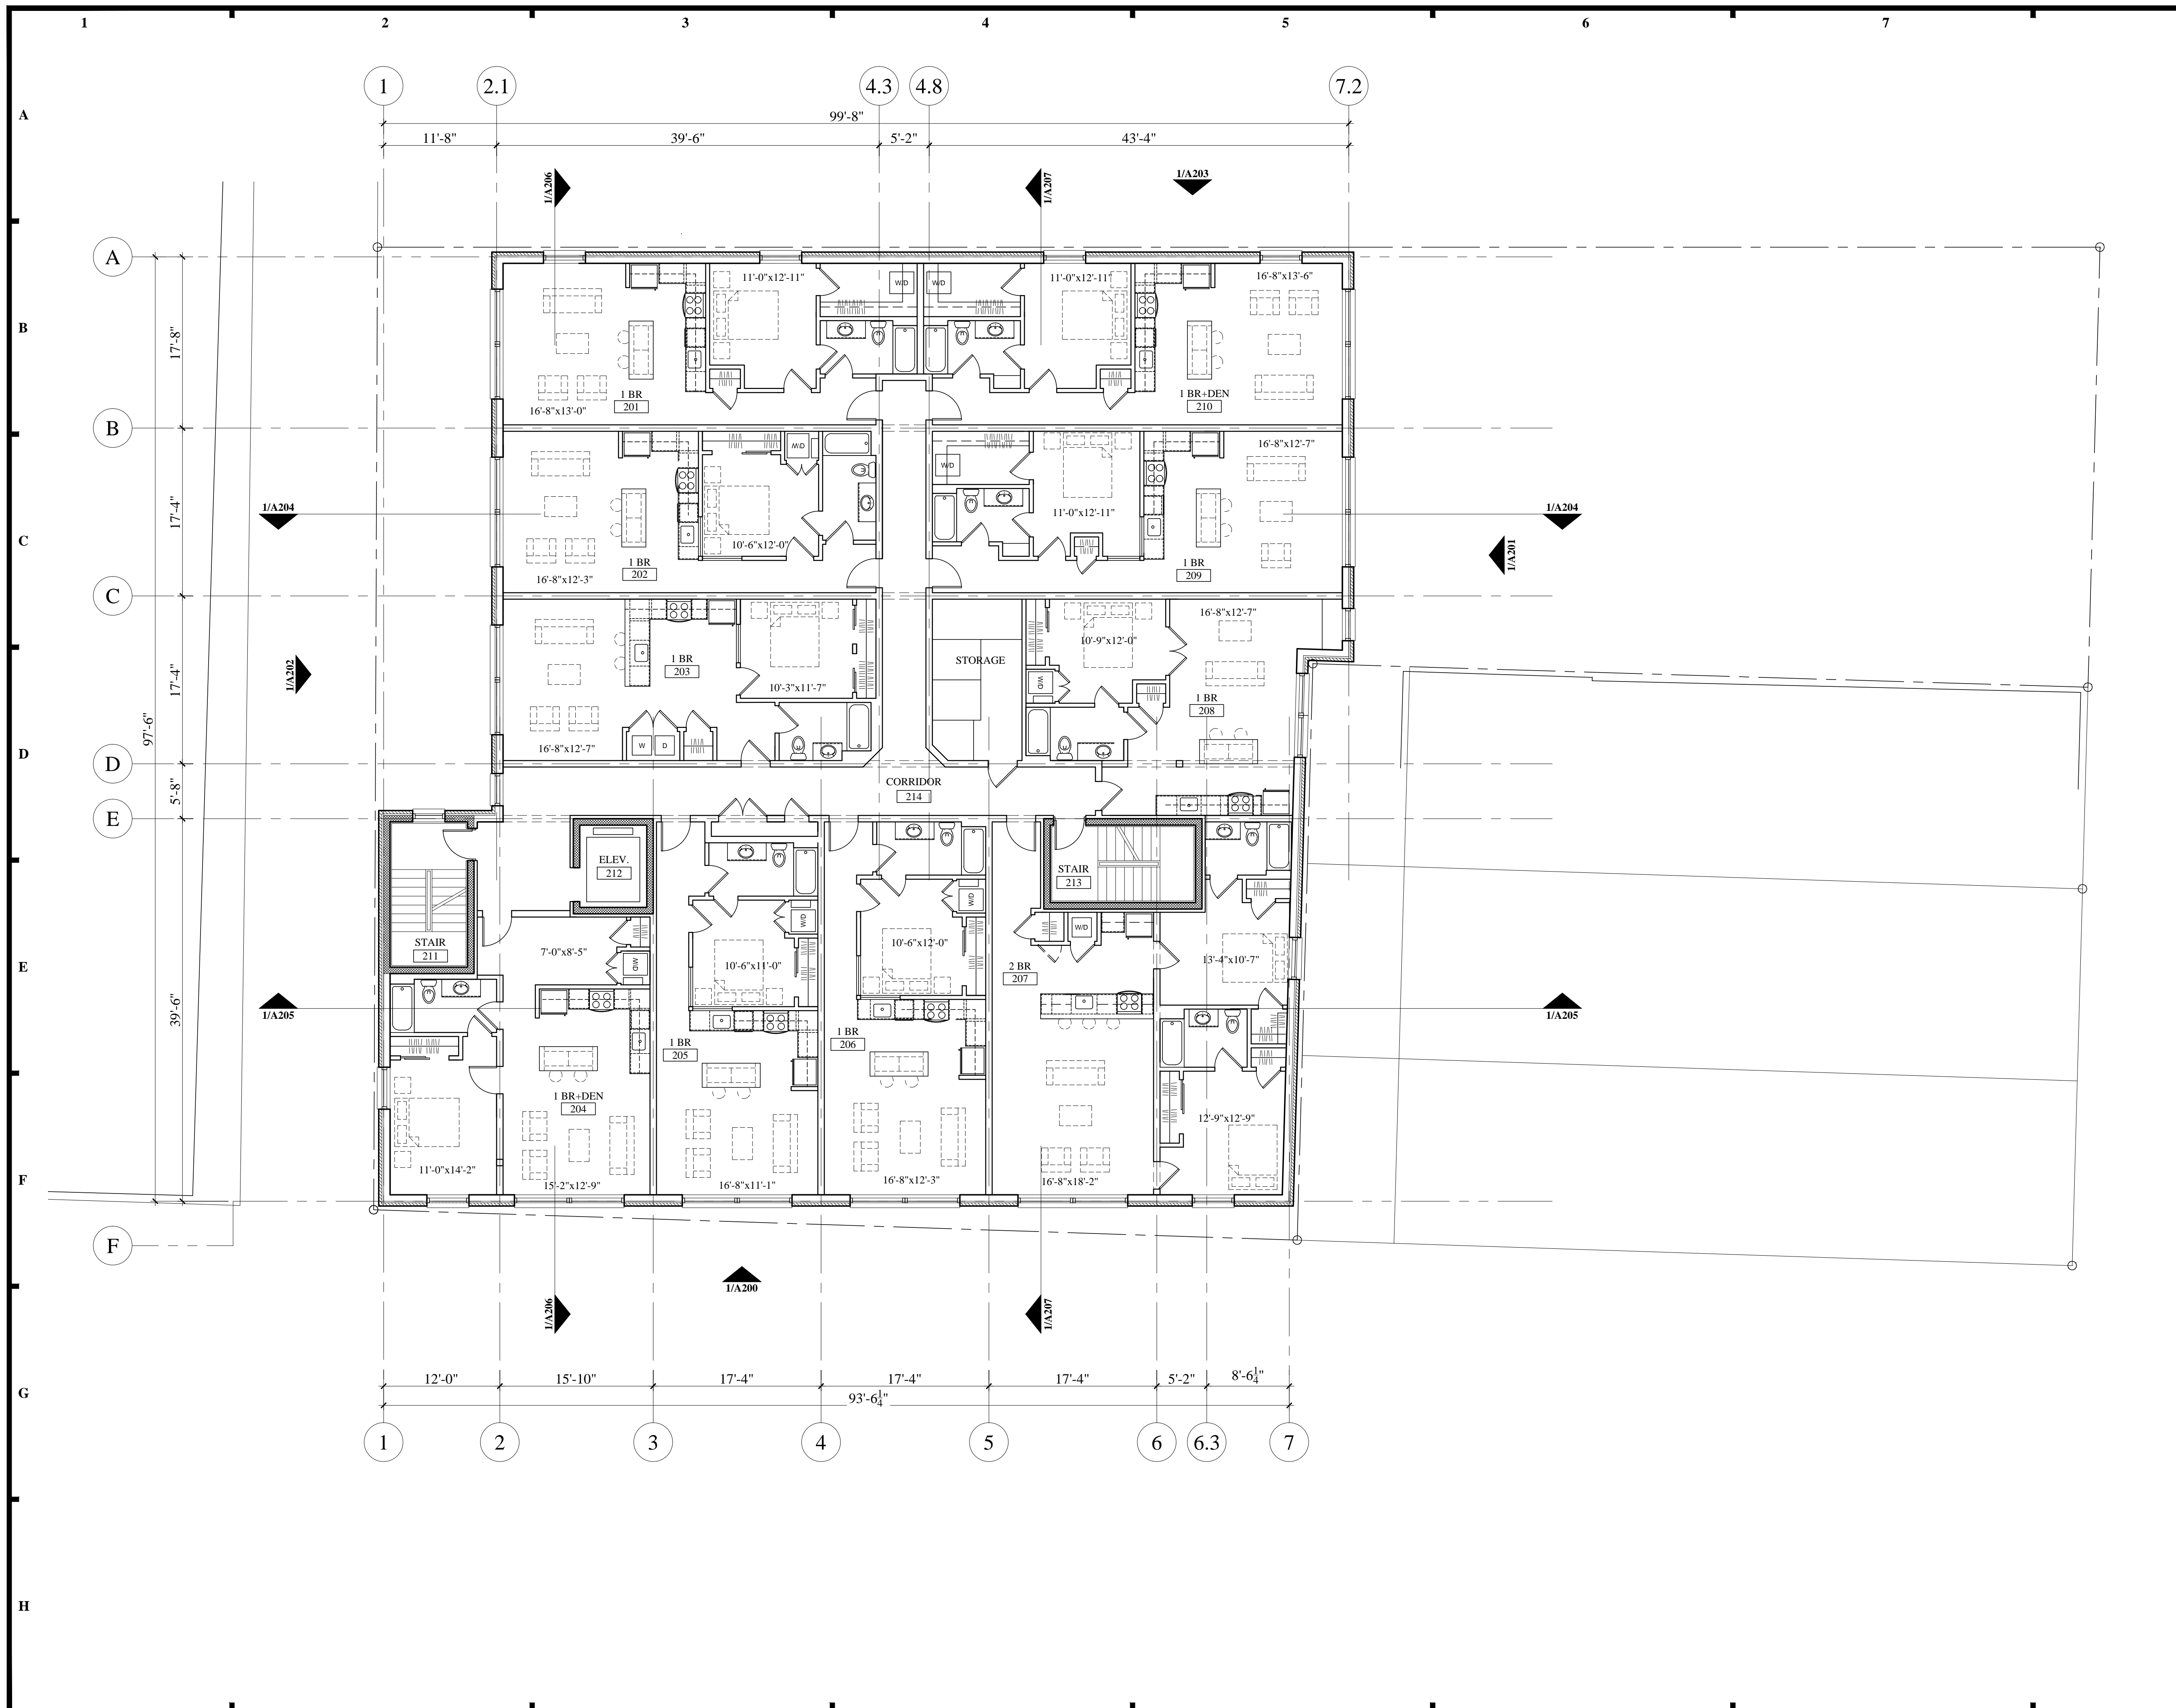 1 2 3 4 5 6 7
1 2.1 4.3 4.8 7.2
99'-8"
11'-8" 39'-6" 5'-2" 43'-4"
A
1/A206 1/A207 1/A203
A
11'-0"x12'-11" 11'-0"x12'-11" 16'-8"x13'-6"
W/D W/D
B
17'-8"
1 BR
201
1 BR+DEN
210
16'-8"x13'-0"
B
16'-8"x12'-7"
W/D
W/D
1/A204 1/A204
17'-4"
11'-0"x12'-11"
C
10'-6"x12'-0"
1/A201
1 BR
202
1 BR
209
16'-8"x12'-3"
C
16'-8"x12'-7"
10'-9"x12'-0"
STORAGE
1 BR
203
1/A202
17'-4"
W/D
10'-3"x11'-7"
1 BR
208
97'-6"
16'-8"x12'-7"
W D
D
D
CORRIDOR
214
5'-8"
E
ELEV.
212
STAIR
213
W/D
W/D
W/D
STAIR
211
7'-0"x8'-5"
10'-6"x12'-0"
W/D
10'-6"x11'-0"
2 BR
207
13'-4"x10'-7"
E
39'-6"
1/A205 1/A205
1 BR
205
1 BR
206
1 BR+DEN
204
12'-9"x12'-9"
11'-0"x14'-2"
F
15'-2"x12'-9" 16'-8"x11'-1" 16'-8"x12'-3" 16'-8"x18'-2"
F
1/A200
1/A206 1/A207
12'-0" 15'-10" 17'-4" 17'-4" 17'-4" 5'-2" 8'-6 1/4"
G
93'-6 1/4"
1 2 3 4 5 6 6.3 7
H